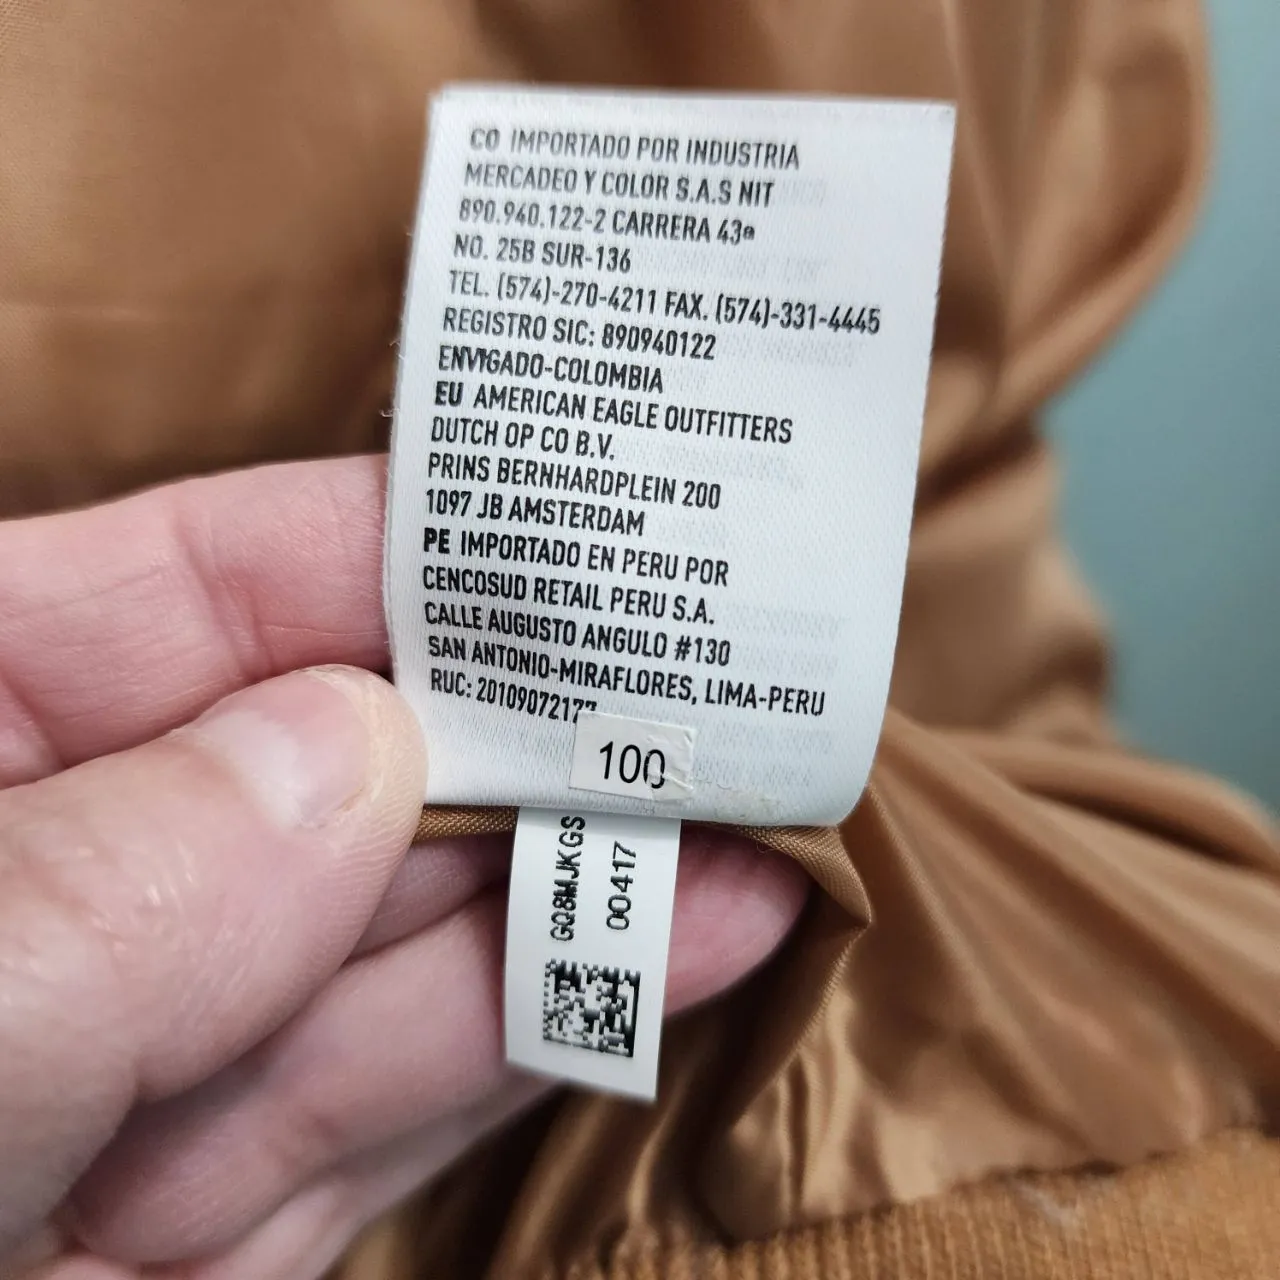 CO IMPORTADO POR INDUSTRIA
MERCADEO Y COLOR S.A.S NIT
890.940.122-2 CARRERA 43ª
NO. 25B SUR-136
TEL. (574)-270-4211 FAX. (574)-331-4445
REGISTRO SIC: 890940122
ENVIGADO-COLOMBIA
EU AMERICAN EAGLE OUTFITTERS
DUTCH OP CO B.V.
PRINS BERNHARDPLEIN 200
1097 JB AMSTERDAM
PE IMPORTADO EN PERU POR
CENCOSUD RETAIL PERU S.A.
CALLE AUGUSTO ANGULO #130
SAN ANTONIO-MIRAFLORES, LIMA-PERU
RUC: 20109072177
100
GQ8MJKGS
00417